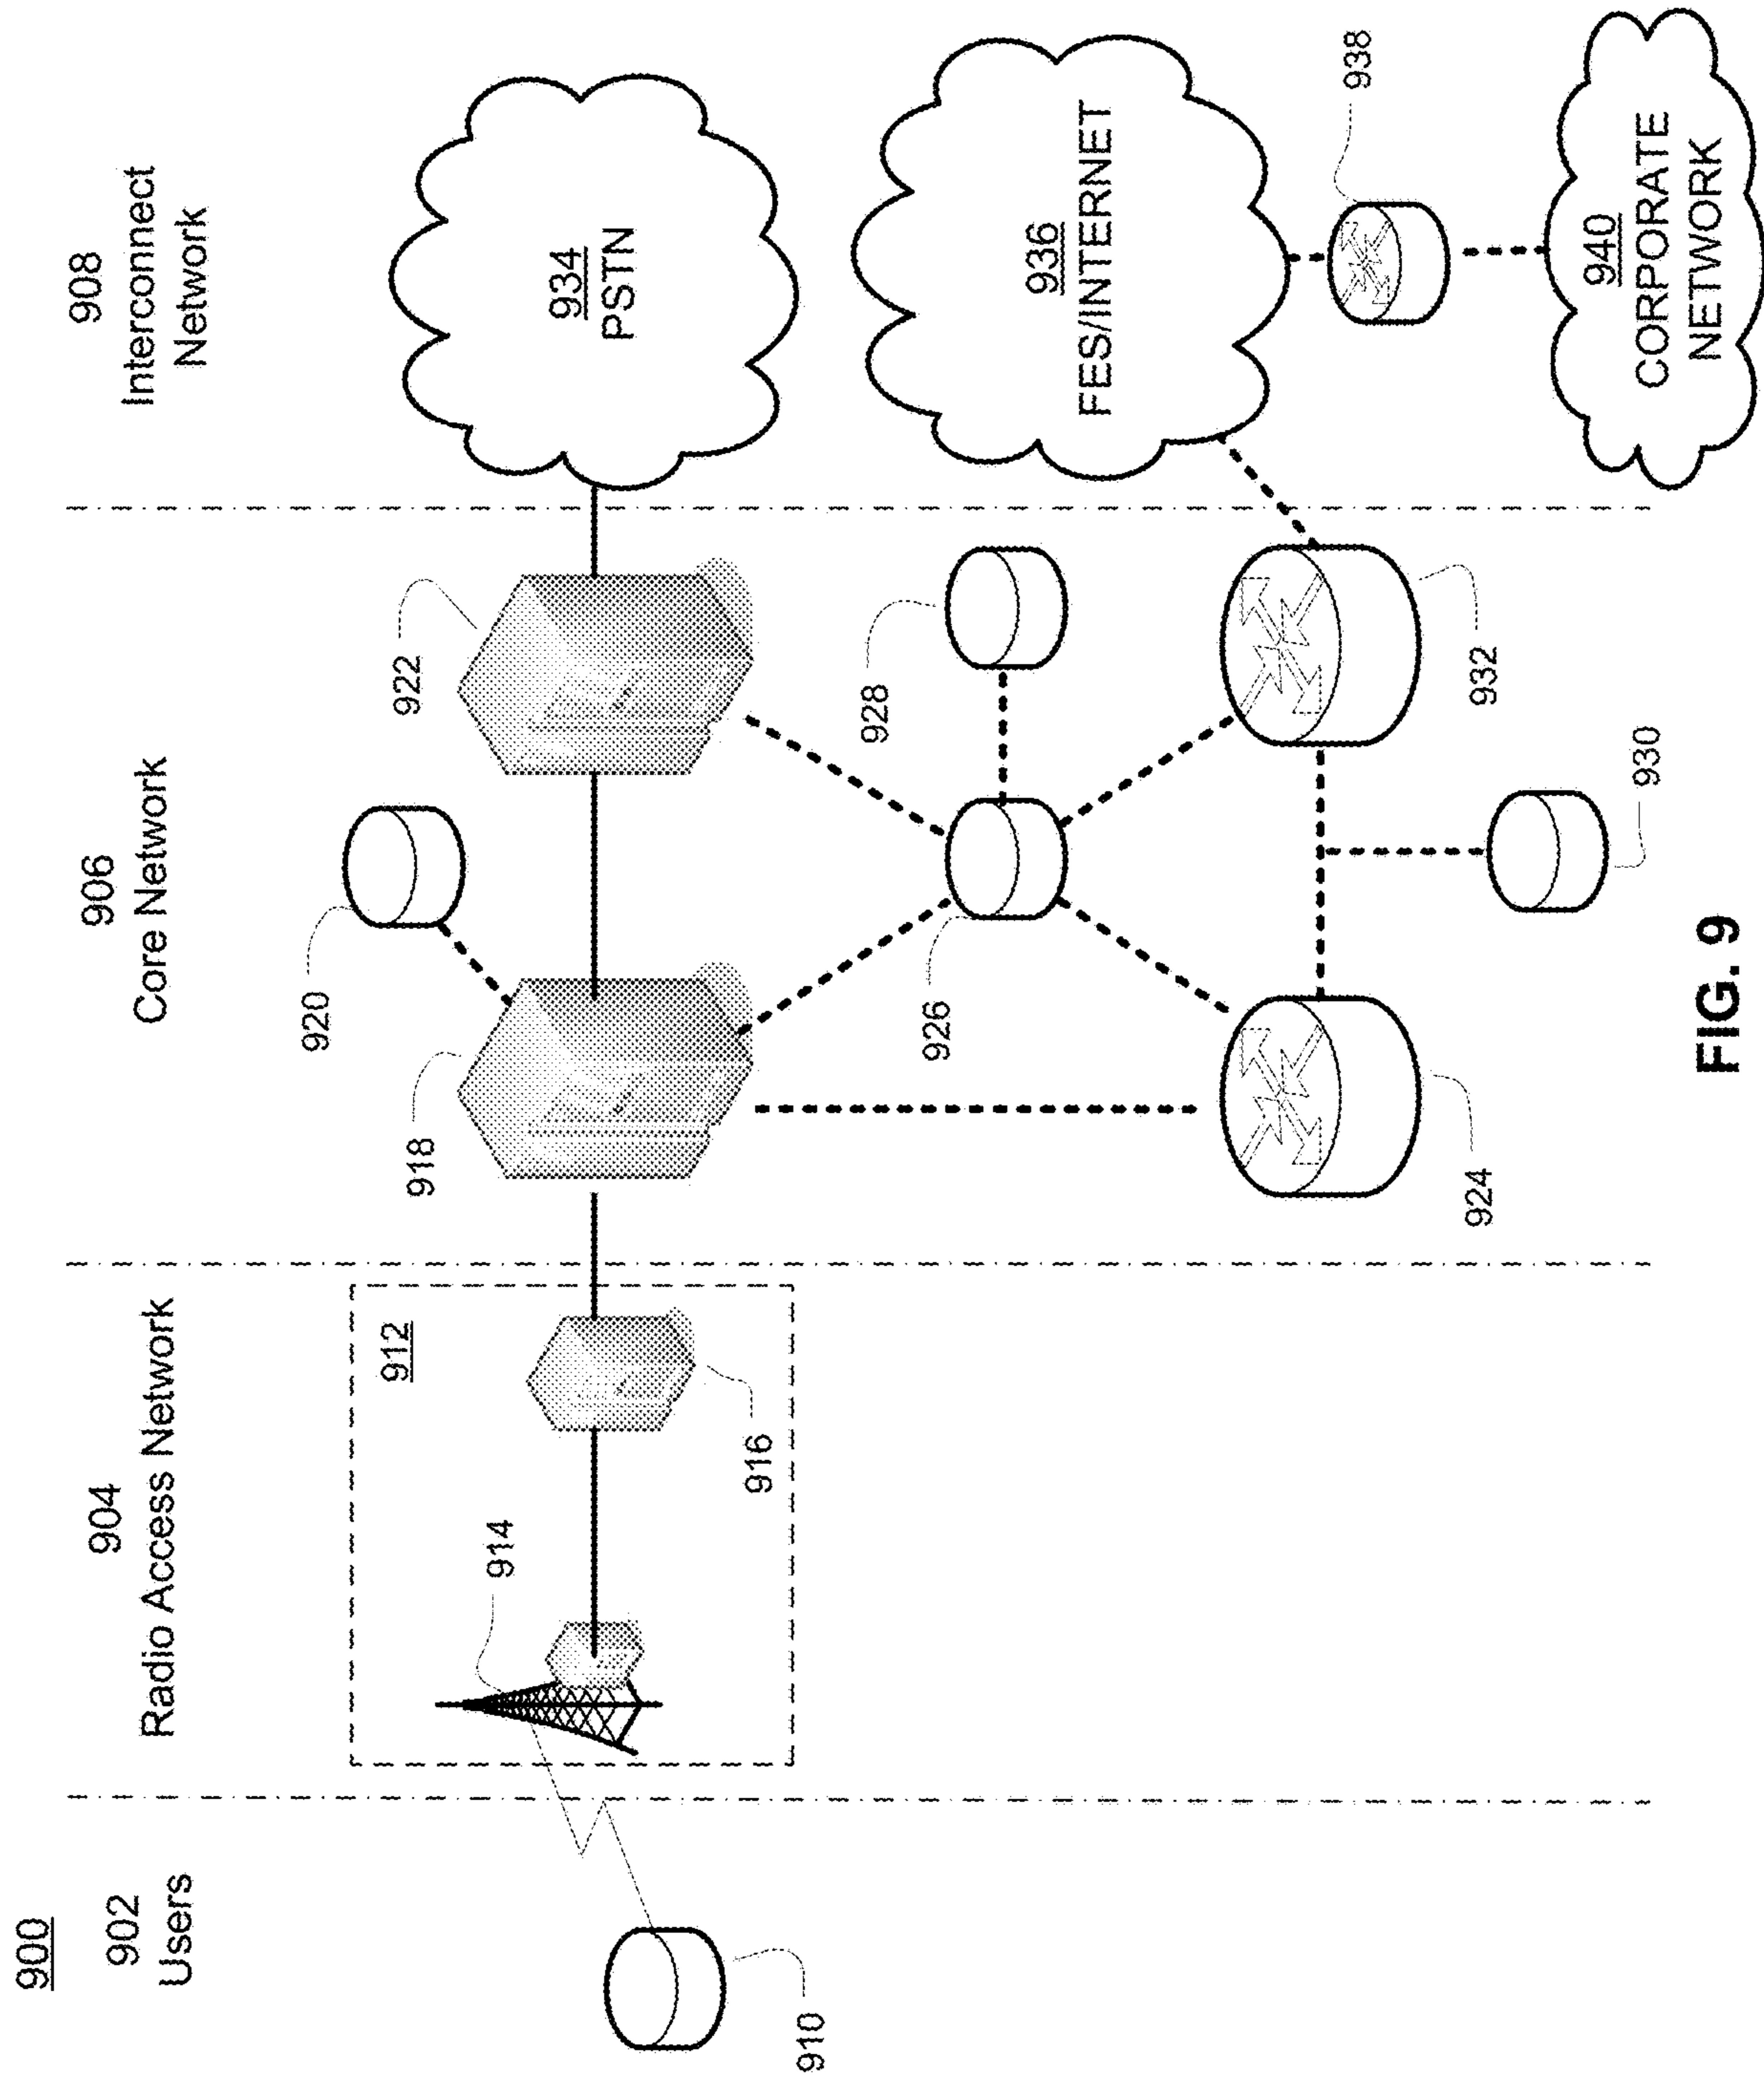 900
902
Users
904
Radio Access Network
906
Core Network
908
Interconnect
Network
910
912
914
916
918
920
922
924
926
928
930
932
934
PSTN
936
FES/INTERNET
938
940
CORPORATE
NETWORK
FIG. 9